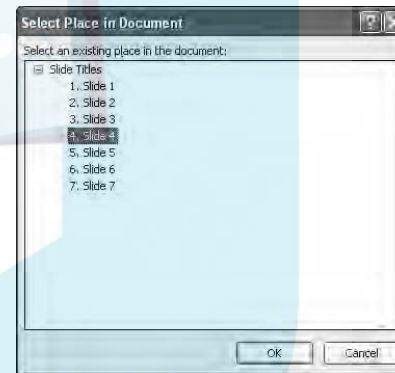 Select Place in Document
Select an existing place in the document:
Slide Titles
1. Slide 1
2. Slide 2
3. Slide 3
4. Slide 4
5. Slide 5
6. Slide 6
7. Slide 7
OK Cancel